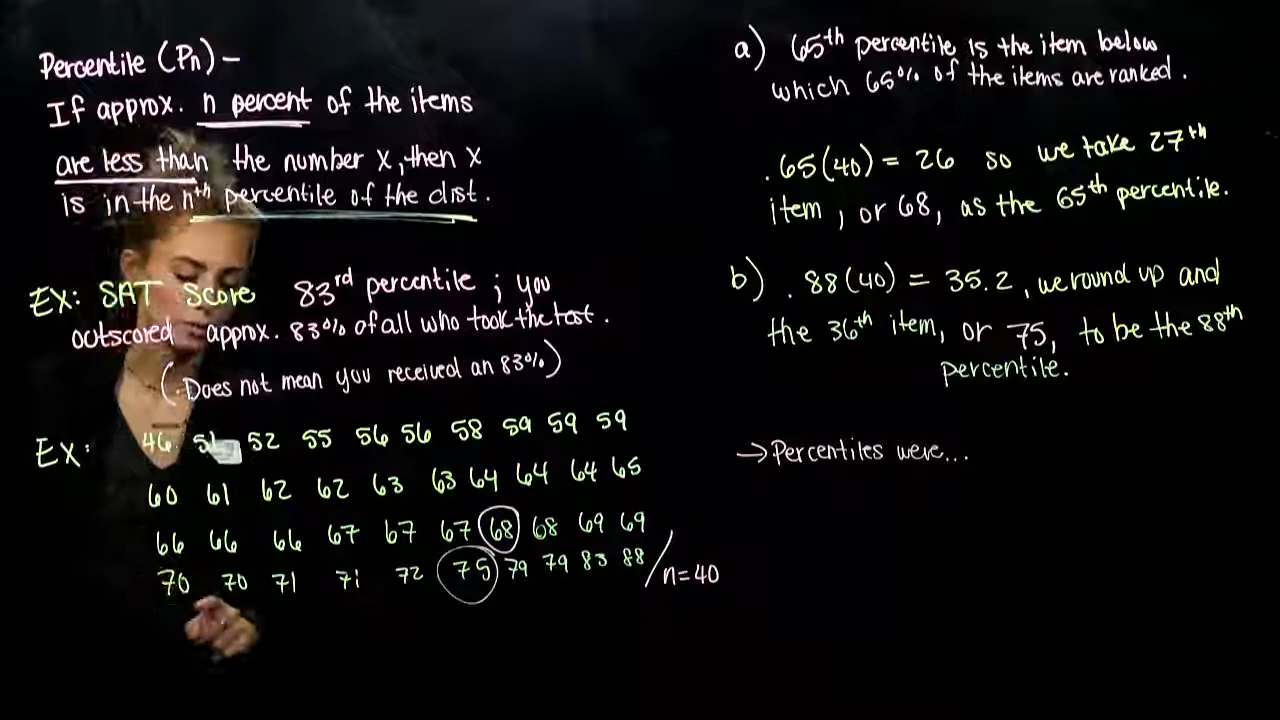 Percentile (Pn) –
If approx. n percent of the items
are less than the number x, then x
is in the nth percentile of the dist.
EX: SAT Score 83rd percentile ; you
outscored approx. 83% of all who took the test.
(Does not mean you received an 83%)
Ex: 46 51 52 55 56 56 58 59 59 59
60 61 62 62 63 63 64 64 64 65
66 66 66 67 67 67 68 68 69 69
70 70 71 71 72 75 79 79 83 88 / n=40
a) 65th percentile is the item below
which 65% of the items are ranked.
.65(40) = 26 so we take 27th
item, or 68, as the 65th percentile.
b) .88(40) = 35.2, we round up and
the 36th item, or 75, to be the 88th
percentile.
→ Percentiles were...